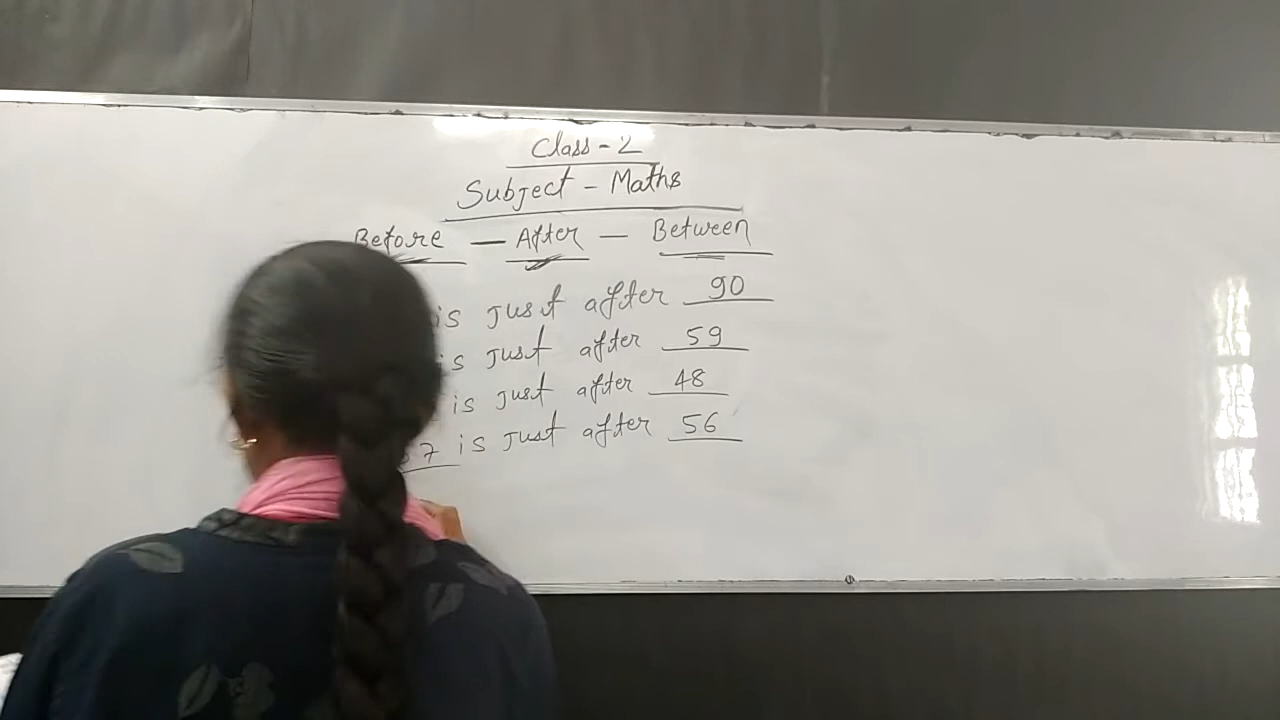 Class - 2
Subject - Maths
Before — After — Between
is just after 90
is just after 59
is just after 48
7 is just after 56